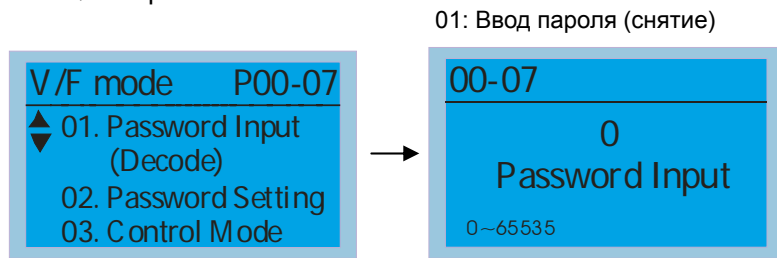 01: Ввод пароля (снятие)
V/F mode P00-07
01. Password Input
(Decode)
02. Password Setting
03. Control Mode
00-07
0
Password Input
0~65535